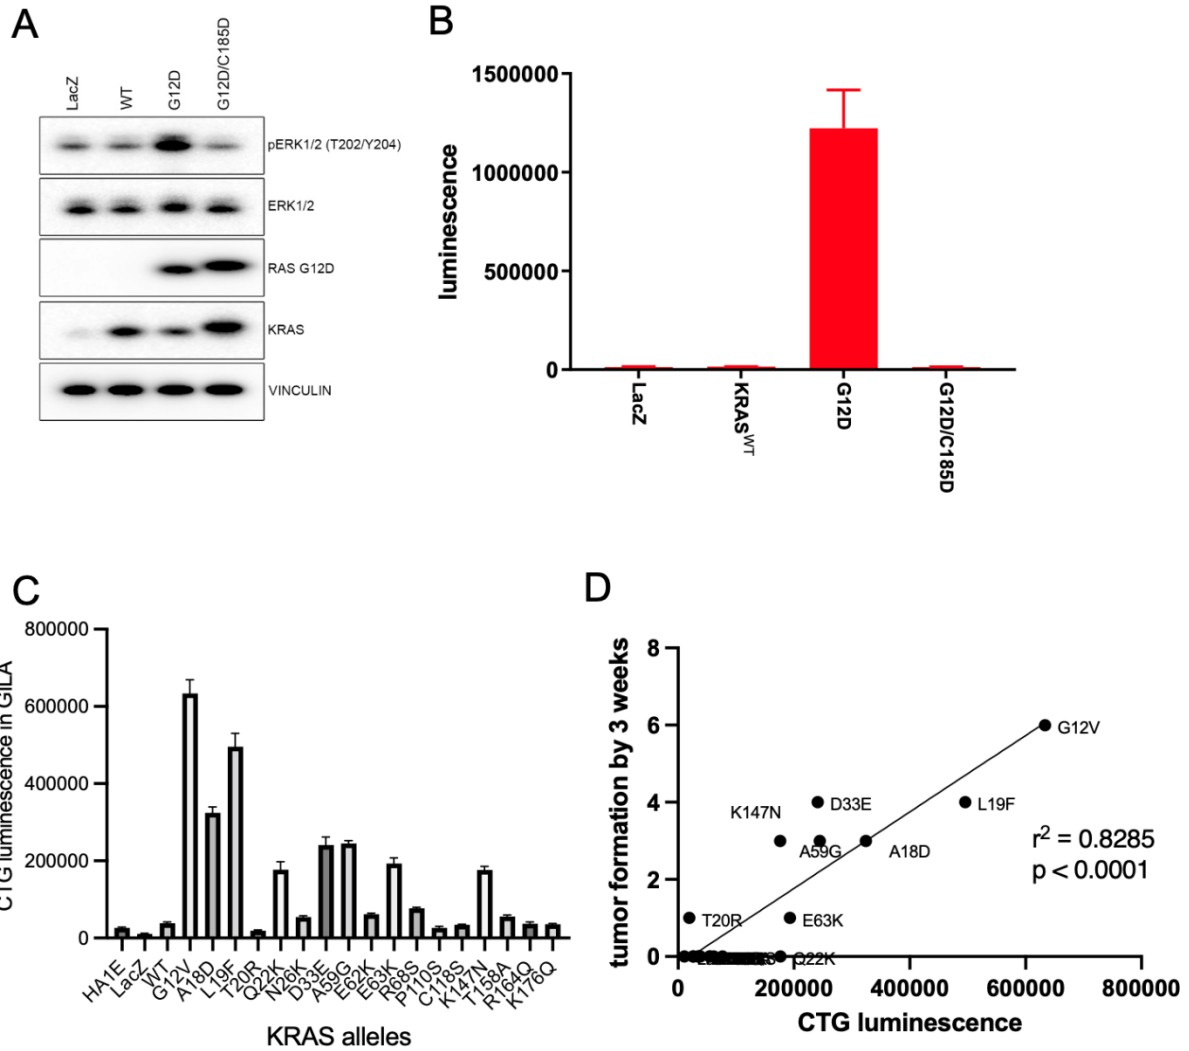 A
LacZ
WT
G12D
G12D/C185D
pERK1/2 (T202/Y204)
ERK1/2
RAS G12D
KRAS
VINCULIN
B
luminescence
1500000
1000000
500000
0
LacZ
KRASWT
G12D
G12D/C185D
C
CTG luminescence in GILA
800000
600000
400000
200000
0
HA1E
LacZ
WT
G12V
A18D
L19F
T20R
Q22K
N26K
D33E
A59G
E62K
E63K
R68S
P110S
C118S
K147N
T158A
R164Q
K176Q
KRAS alleles
D
tumor formation by 3 weeks
8
6
4
2
0
G12V
D33E
L19F
K147N
A59G
A18D
T20R
E63K
Q22K
r2 = 0.8285
p < 0.0001
0
200000
400000
600000
800000
CTG luminescence